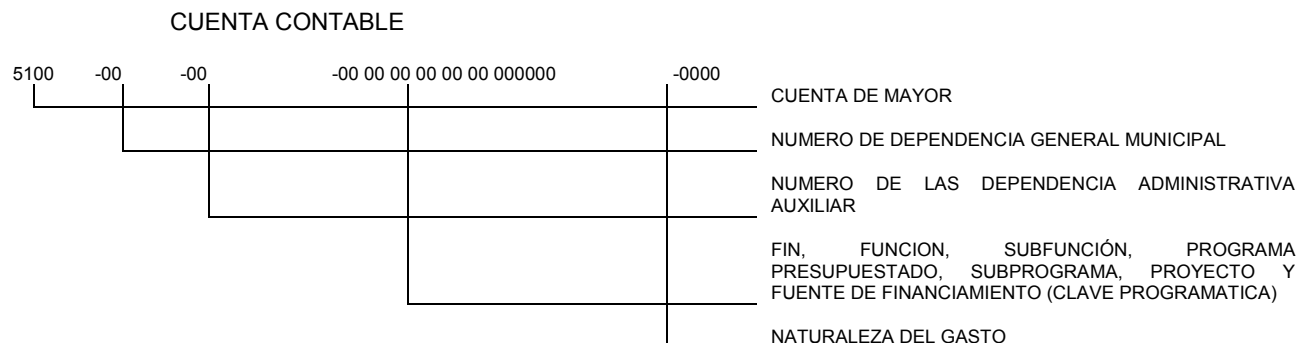 CUENTA CONTABLE
5100 -00 -00 -00 00 00 00 00 00 000000 -0000
CUENTA DE MAYOR
NUMERO DE DEPENDENCIA GENERAL MUNICIPAL
NUMERO DE LAS DEPENDENCIA ADMINISTRATIVA
AUXILIAR
FIN, FUNCION, SUBFUNCIÓN, PROGRAMA
PRESUPUESTADO, SUBPROGRAMA, PROYECTO Y
FUENTE DE FINANCIAMIENTO (CLAVE PROGRAMATICA)
NATURALEZA DEL GASTO